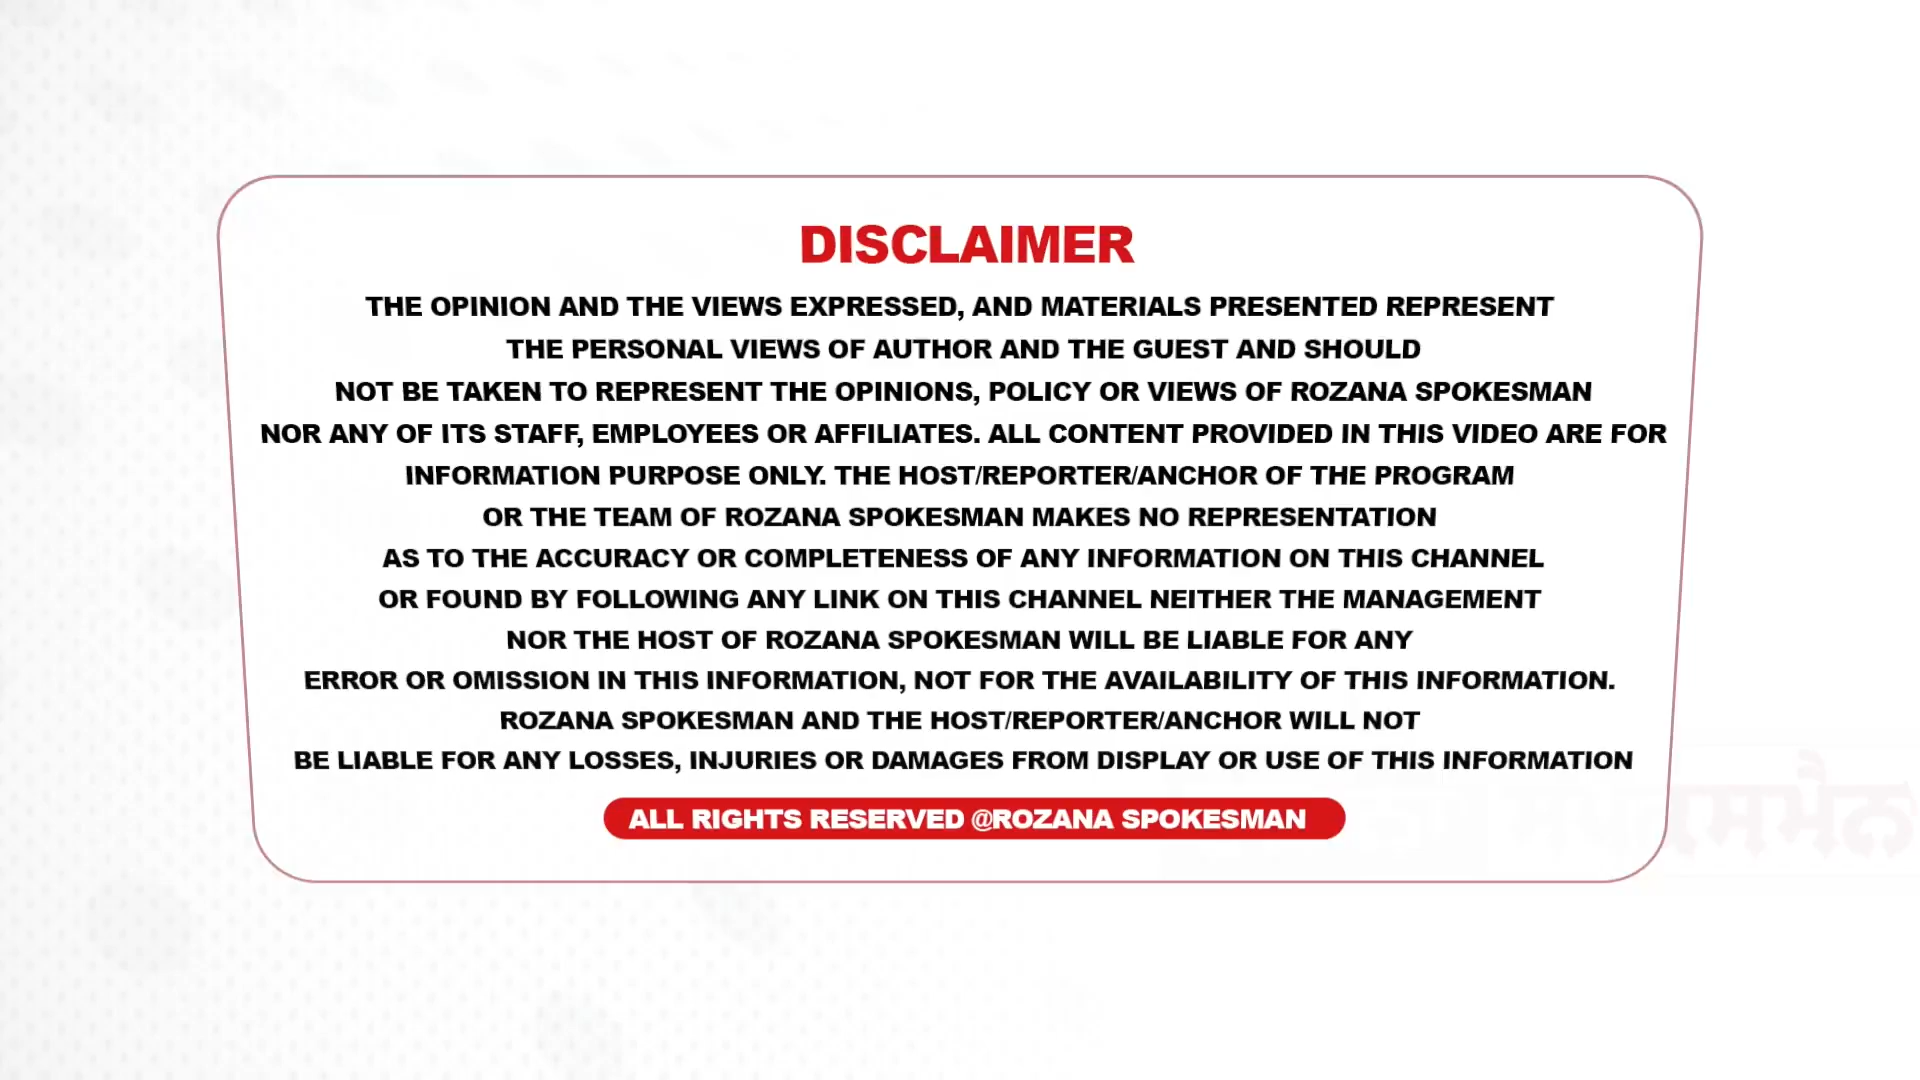 DISCLAIMER
THE OPINION AND THE VIEWS EXPRESSED, AND MATERIALS PRESENTED REPRESENT
THE PERSONAL VIEWS OF AUTHOR AND THE GUEST AND SHOULD
NOT BE TAKEN TO REPRESENT THE OPINIONS, POLICY OR VIEWS OF ROZANA SPOKESMAN
NOR ANY OF ITS STAFF, EMPLOYEES OR AFFILIATES. ALL CONTENT PROVIDED IN THIS VIDEO ARE FOR
INFORMATION PURPOSE ONLY. THE HOST/REPORTER/ANCHOR OF THE PROGRAM
OR THE TEAM OF ROZANA SPOKESMAN MAKES NO REPRESENTATION
AS TO THE ACCURACY OR COMPLETENESS OF ANY INFORMATION ON THIS CHANNEL
OR FOUND BY FOLLOWING ANY LINK ON THIS CHANNEL NEITHER THE MANAGEMENT
NOR THE HOST OF ROZANA SPOKESMAN WILL BE LIABLE FOR ANY
ERROR OR OMISSION IN THIS INFORMATION, NOT FOR THE AVAILABILITY OF THIS INFORMATION.
ROZANA SPOKESMAN AND THE HOST/REPORTER/ANCHOR WILL NOT
BE LIABLE FOR ANY LOSSES, INJURIES OR DAMAGES FROM DISPLAY OR USE OF THIS INFORMATION
ALL RIGHTS RESERVED @ROZANA SPOKESMAN